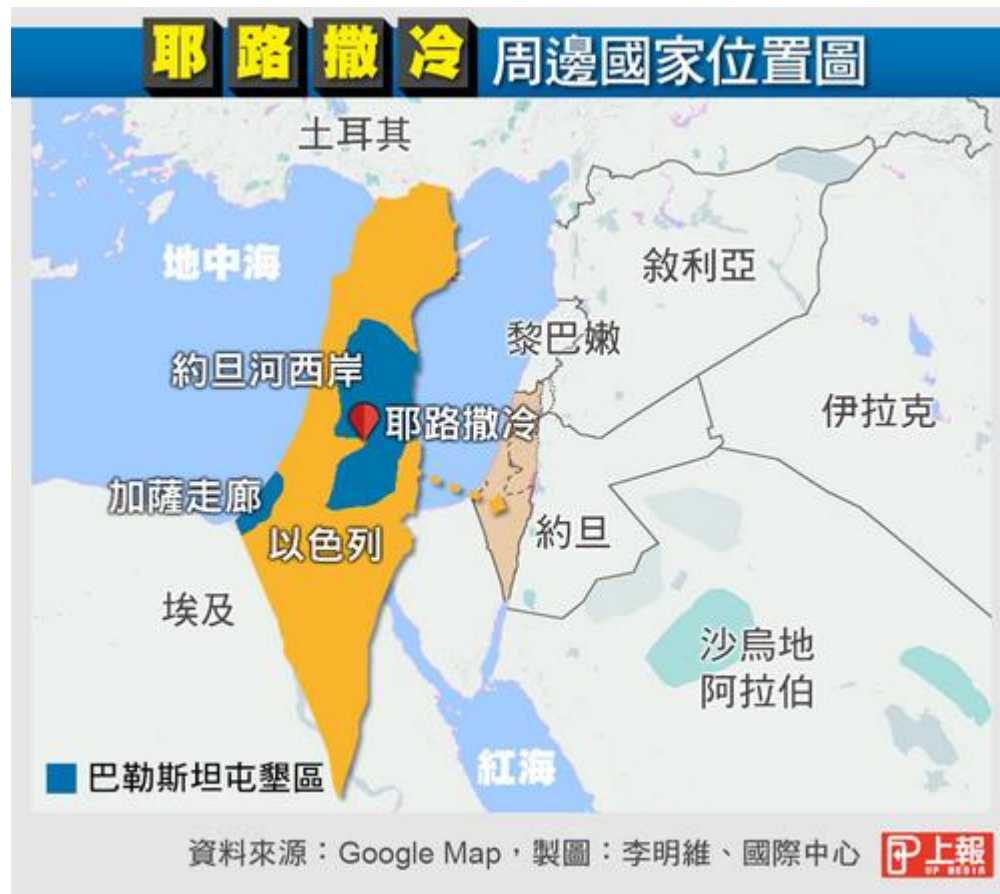 耶路撒冷 周邊國家位置圖
土耳其
地中海
敘利亞
黎巴嫩
約旦河西岸
伊拉克
耶路撒冷
加薩走廊
以色列
約旦
埃及
沙烏地
阿拉伯
紅海
巴勒斯坦屯墾區
資料來源：Google Map，製圖：李明維、國際中心
上報
UP MEDIA